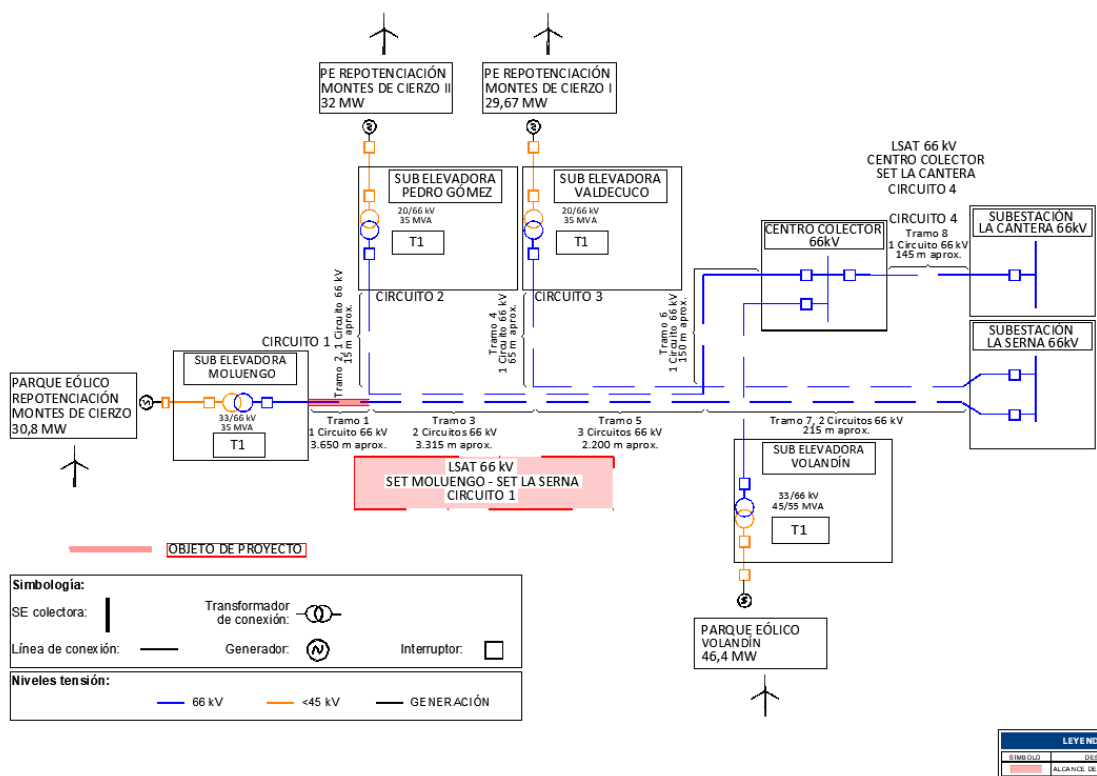 PE REPOTENCIACIÓN
MONTES DE CIERZO II
32 MW
PE REPOTENCIACIÓN
MONTES DE CIERZO I
29,67 MW
SUB ELEVADORA
PEDRO GÓMEZ
20/66 kV
35 MVA
T1
SUB ELEVADORA
VALDECUCO
20/66 kV
35 MVA
T1
LSAT 66 kV
CENTRO COLECTOR
SET LA CANTERA
CIRCUITO 4
CENTRO COLECTOR
66kV
CIRCUITO 4
Tramo 8
1 Circuito 66 kV
145 m aprox.
SUBESTACIÓN
LA CANTERA 66kV
SUBESTACIÓN
LA SERNA 66kV
CIRCUITO 2
CIRCUITO 3
Tramo 2, 1 Circuito 66 kV
15 m aprox.
Tramo 4
1 Circuito 66 kV
65 m aprox.
Tramo 6
1 Circuito 66 kV
150 m aprox.
CIRCUITO 1
SUB ELEVADORA
MOLUENGO
33/66 kV
35 MVA
T1
PARQUE EÓLICO
REPOTENCIACIÓN
MONTES DE CIERZO
30,8 MW
Tramo 1
1 Circuito 66 kV
3.650 m aprox.
Tramo 3
2 Circuitos 66 kV
3.315 m aprox.
Tramo 5
3 Circuitos 66 kV
2.200 m aprox.
Tramo 7, 2 Circuitos 66 kV
215 m aprox.
LSAT 66 kV
SET MOLUENGO - SET LA SERNA
CIRCUITO 1
SUB ELEVADORA
VOLANDÍN
33/66 kV
45/55 MVA
T1
PARQUE EÓLICO
VOLANDÍN
46,4 MW
OBJETO DE PROYECTO
Simbología:
SE colectora:
Transformador
de conexión:
Línea de conexión:
Generador:
Interruptor:
Niveles tensión:
66 kV
<45 kV
GENERACIÓN
LEYEND
SIMBOLO DES
ALCANCE DE